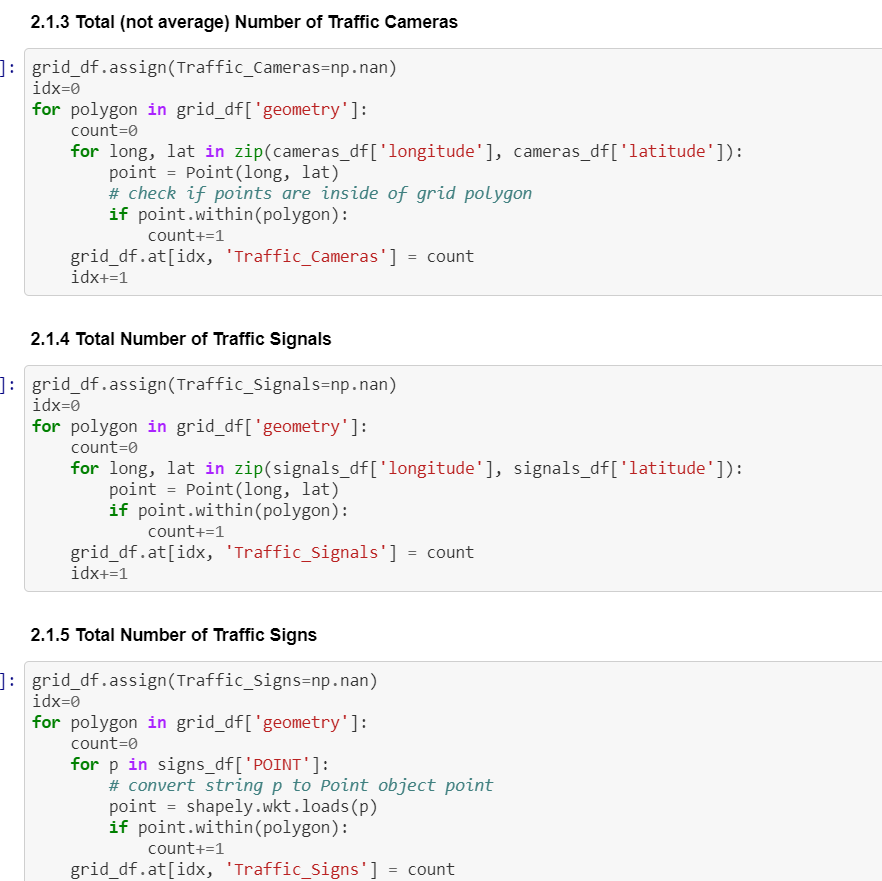 2.1.3 Total (not average) Number of Traffic Cameras
]:
grid_df.assign(Traffic_Cameras=np.nan)
idx=0
for polygon in grid_df['geometry']:
    count=0
    for long, lat in zip(cameras_df['longitude'], cameras_df['latitude']):
        point = Point(long, lat)
        # check if points are inside of grid polygon
        if point.within(polygon):
            count+=1
    grid_df.at[idx, 'Traffic_Cameras'] = count
    idx+=1
2.1.4 Total Number of Traffic Signals
]:
grid_df.assign(Traffic_Signals=np.nan)
idx=0
for polygon in grid_df['geometry']:
    count=0
    for long, lat in zip(signals_df['longitude'], signals_df['latitude']):
        point = Point(long, lat)
        if point.within(polygon):
            count+=1
    grid_df.at[idx, 'Traffic_Signals'] = count
    idx+=1
2.1.5 Total Number of Traffic Signs
]:
grid_df.assign(Traffic_Signs=np.nan)
idx=0
for polygon in grid_df['geometry']:
    count=0
    for p in signs_df['POINT']:
        # convert string p to Point object point
        point = shapely.wkt.loads(p)
        if point.within(polygon):
            count+=1
    grid_df.at[idx, 'Traffic_Signs'] = count